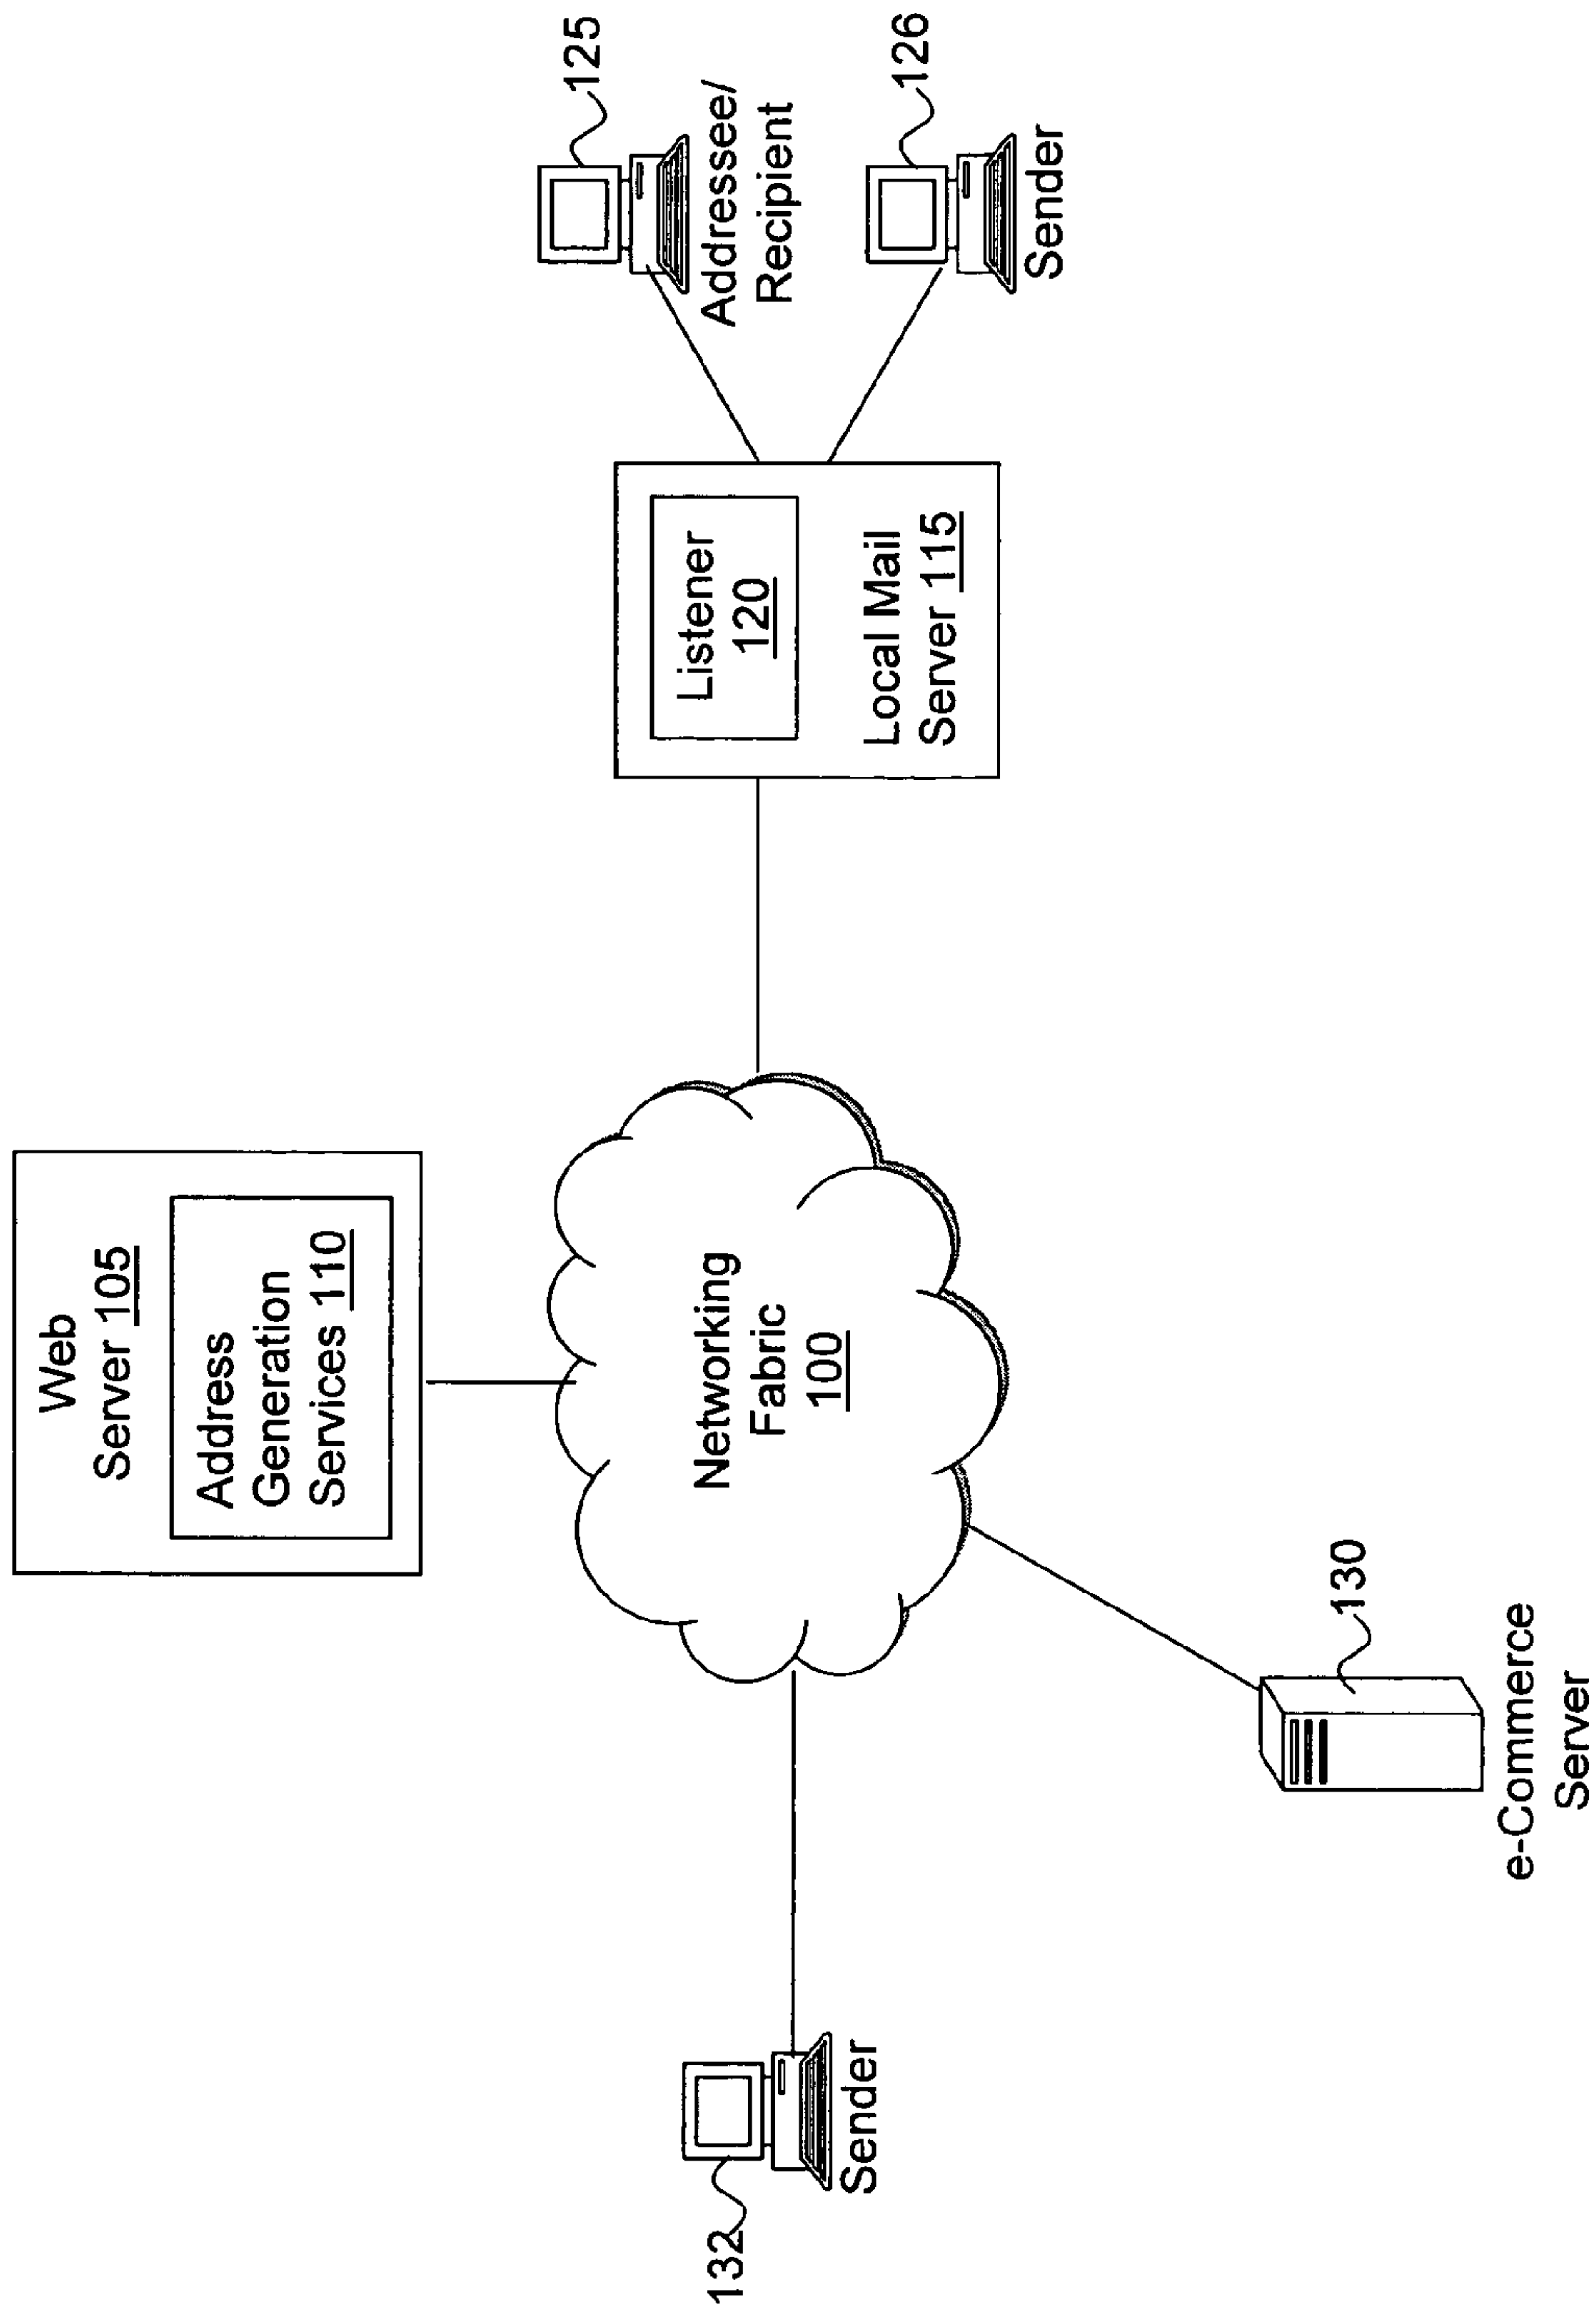 Web
Server 105
Address
Generation
Services 110
Networking
Fabric
100
Listener
120
Local Mail
Server 115
125
Addressee/
Recipient
126
Sender
132
Sender
130
e-Commerce
Server